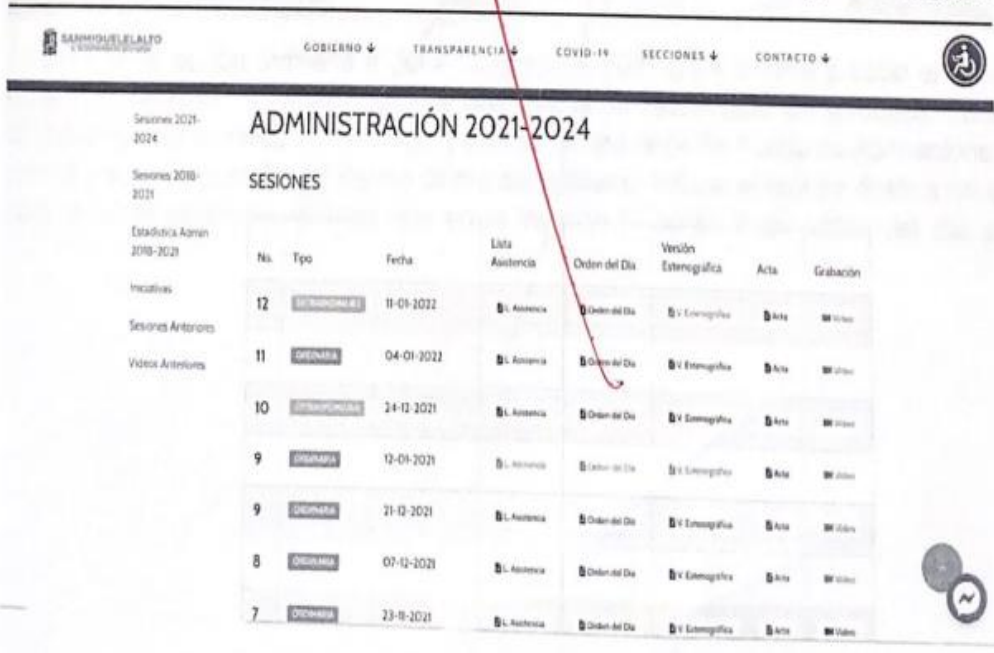 SANMIGUELELALTO
GOBIERNO TRANSPARENCIA COVID-19 SECCIONES CONTACTO
Sesiones 2021-2024
Sesiones 2018-2021
Estadística Admin 2018-2021
Iniciativas
Sesiones Anteriores
Videos Anteriores
ADMINISTRACIÓN 2021-2024
SESIONES
No. Tipo Fecha Lista Asistencia Orden del Día Versión Estenográfica Acta Grabación
12 EXTRAORDINARIA 11-01-2022 L. Asistencia Orden del Día V. Estenográfica Acta Video
11 ORDINARIA 04-01-2022 L. Asistencia Orden del Día V. Estenográfica Acta Video
10 EXTRAORDINARIA 24-12-2021 L. Asistencia Orden del Día V. Estenográfica Acta Video
9 ORDINARIA 12-01-2021 L. Asistencia Orden del Día V. Estenográfica Acta Video
9 ORDINARIA 21-12-2021 L. Asistencia Orden del Día V. Estenográfica Acta Video
8 ORDINARIA 07-12-2021 L. Asistencia Orden del Día V. Estenográfica Acta Video
7 ORDINARIA 23-11-2021 L. Asistencia Orden del Día V. Estenográfica Acta Video